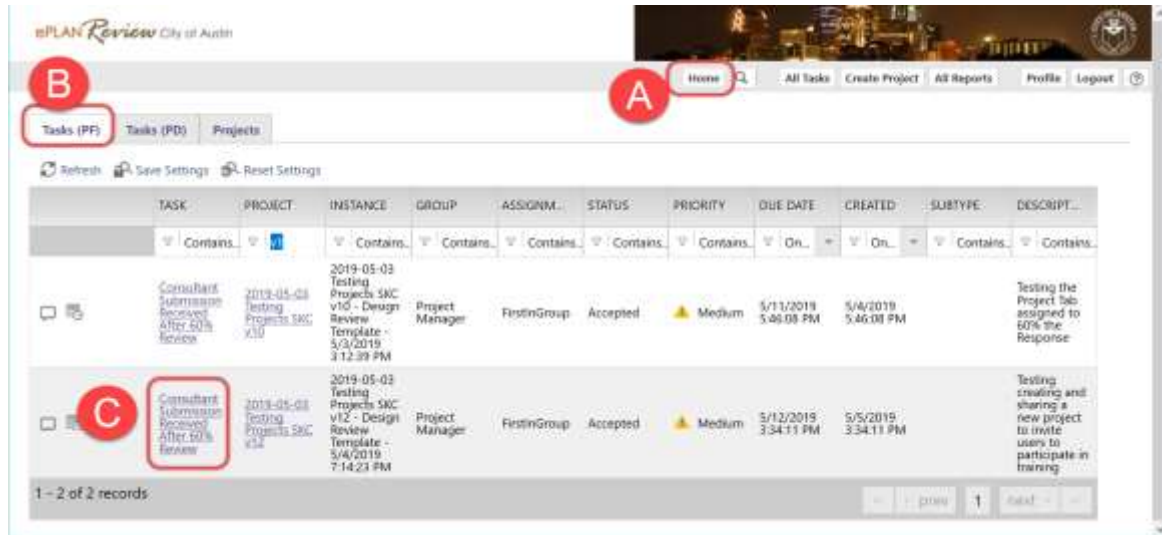 ePLAN Review City of Austin
B
A
Home All Tasks Create Project All Reports Profile Logout
Tasks (PF) Tasks (PD) Projects
Refresh Save Settings Reset Settings
TASK PROJECT INSTANCE GROUP ASSIGNM... STATUS PRIORITY DUE DATE CREATED SUBTYPE DESCRIPT...
Contains... v1 Contains... Contains... Contains... Contains... Contains... On... On... Contains... Contains...
Consultant
Submission
Received
After 60%
Review
2019-05-03
Testing
Projects SKC
v10
2019-05-03
Testing
Projects SKC
v10 - Design
Review
Template -
5/3/2019
3:12:39 PM
Project
Manager
FirstInGroup
Accepted
Medium
5/11/2019
5:46:08 PM
5/4/2019
5:46:08 PM
Testing the
Project Tab
assigned to
60% the
Response
C
Consultant
Submission
Received
After 60%
Review
2019-05-03
Testing
Projects SKC
v12
2019-05-03
Testing
Projects SKC
v12 - Design
Review
Template -
5/4/2019
7:14:23 PM
Project
Manager
FirstInGroup
Accepted
Medium
5/12/2019
3:34:11 PM
5/5/2019
3:34:11 PM
Testing
creating and
sharing a
new project
to invite
users to
participate in
training
1 - 2 of 2 records
prev 1 next